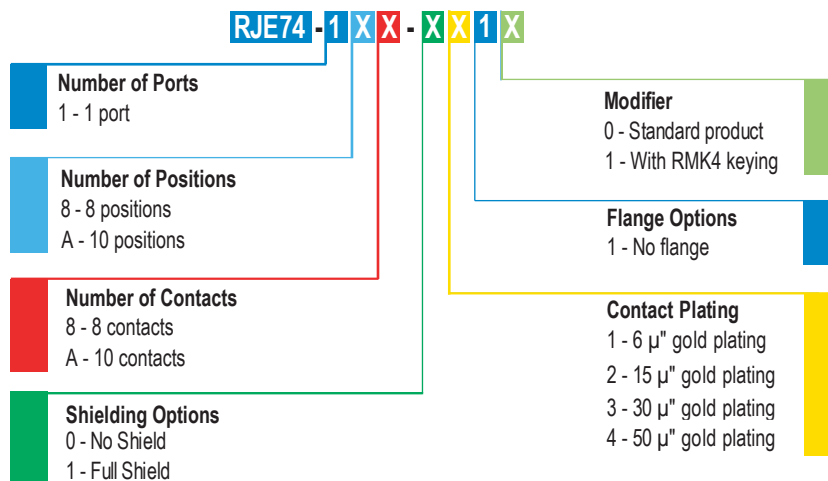 RJE74 - 1 X X - X X 1 X
Number of Ports
1 - 1 port
Number of Positions
8 - 8 positions
A - 10 positions
Number of Contacts
8 - 8 contacts
A - 10 contacts
Shielding Options
0 - No Shield
1 - Full Shield
Modifier
0 - Standard product
1 - With RMK4 keying
Flange Options
1 - No flange
Contact Plating
1 - 6 µ" gold plating
2 - 15 µ" gold plating
3 - 30 µ" gold plating
4 - 50 µ" gold plating